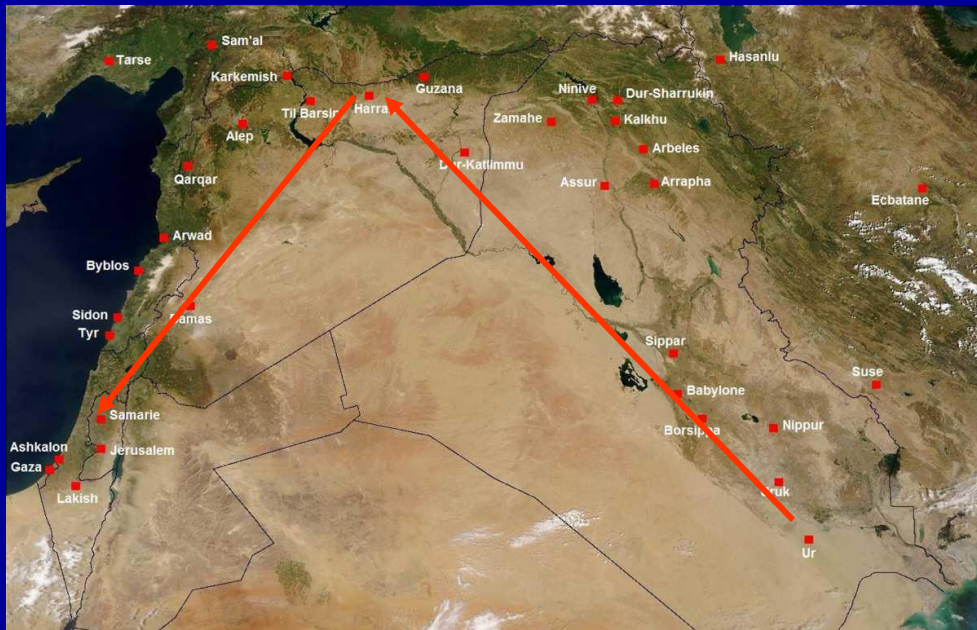 Sam'al
Tarse
Hasanlu
Karkemish
Guzana
Til Barsip
Harran
Ninive
Dur-Sharrukin
Zamahe
Kalkhu
Alep
Arbeles
Dur-Katlimmu
Qarqar
Assur
Arrapha
Ecbatane
Arwad
Byblos
Damas
Sidon
Tyr
Sippar
Suse
Babylone
Samarie
Borsippa
Nippur
Ashkalon
Jerusalem
Gaza
Lakish
Uruk
Ur